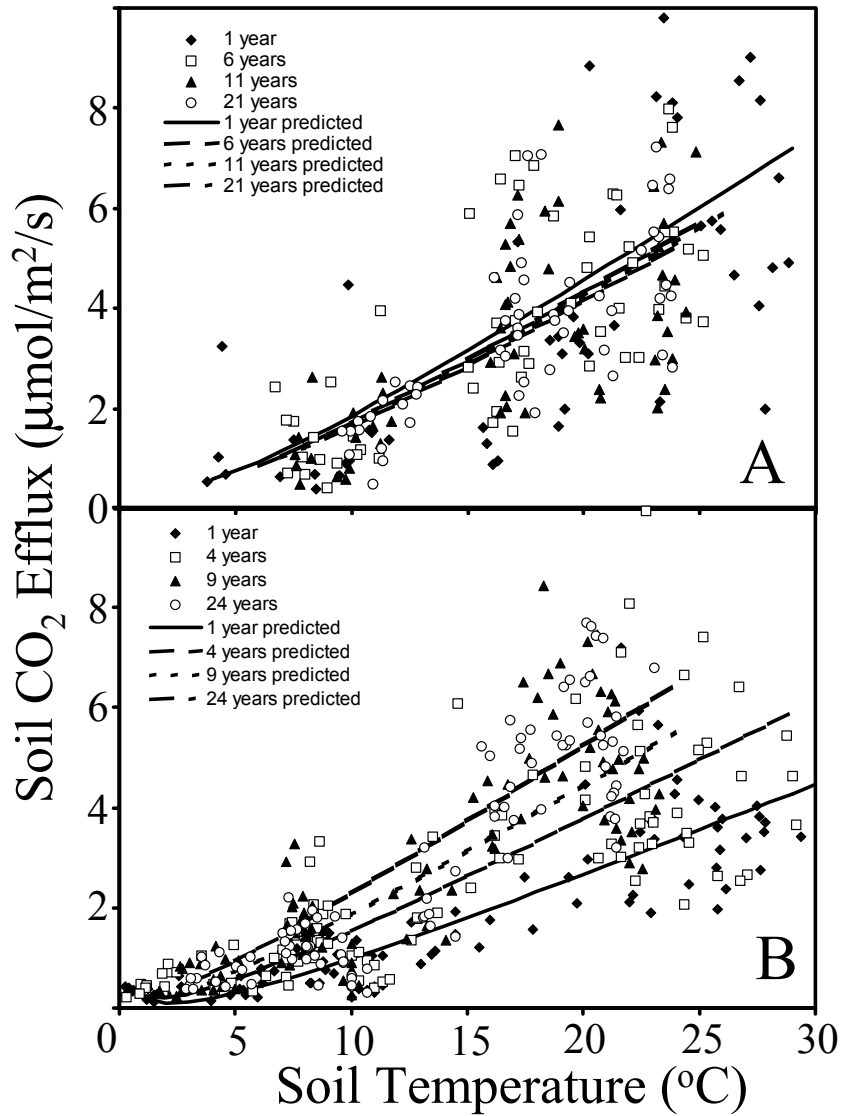 Soil CO2 Efflux (μmol/m2/s)
8
6
4
2
0
1 year
6 years
11 years
21 years
1 year predicted
6 years predicted
11 years predicted
21 years predicted
A
8
6
4
2
0
1 year
4 years
9 years
24 years
1 year predicted
4 years predicted
9 years predicted
24 years predicted
B
0 5 10 15 20 25 30
Soil Temperature (oC)